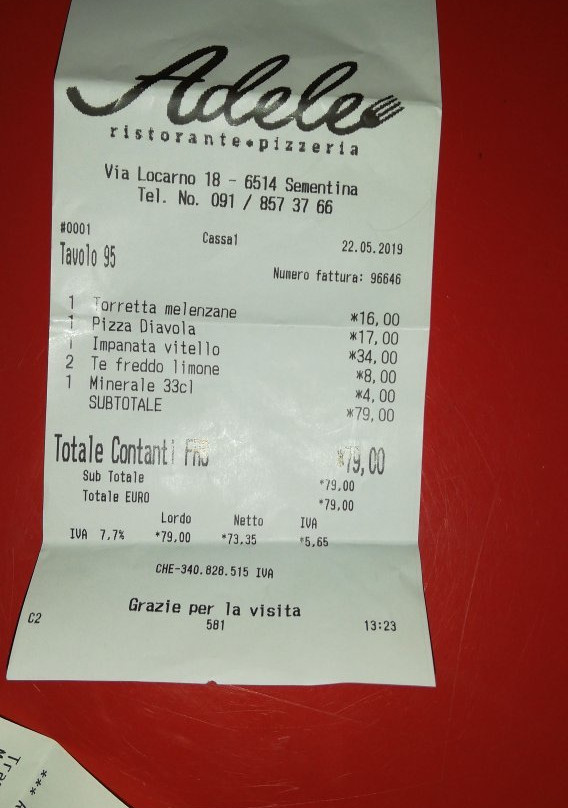 Adele
ristorante•pizzeria
Via Locarno 18 - 6514 Sementina
Tel. No. 091 / 857 37 66
#0001 Cassa1 22.05.2019
Tavolo 95
Numero fattura: 96646
1 Torretta melenzane *16,00
1 Pizza Diavola *17,00
1 Impanata vitello *34,00
2 Te freddo limone *8,00
1 Minerale 33cl *4,00
SUBTOTALE *79,00
Totale Contanti *79,00
Sub Totale *79,00
Totale EURO *79,00
Lordo Netto IVA
IVA 7,7% *79,00 *73,35 *5,65
CHE-340.828.515 IVA
Grazie per la visita
C2 581 13:23
***